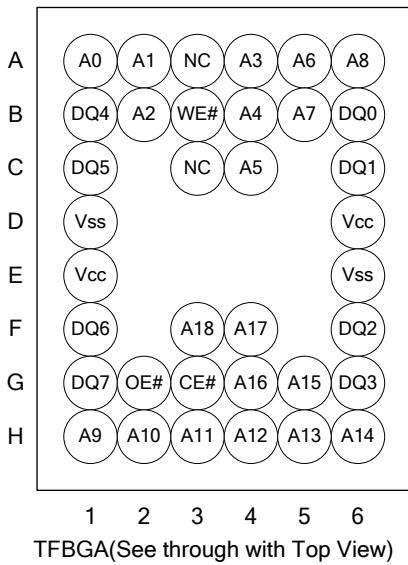 A A0 A1 NC A3 A6 A8
B DQ4 A2 WE# A4 A7 DQ0
C DQ5 NC A5 DQ1
D Vss Vcc
E Vcc Vss
F DQ6 A18 A17 DQ2
G DQ7 OE# CE# A16 A15 DQ3
H A9 A10 A11 A12 A13 A14
1 2 3 4 5 6
TFBGA(See through with Top View)